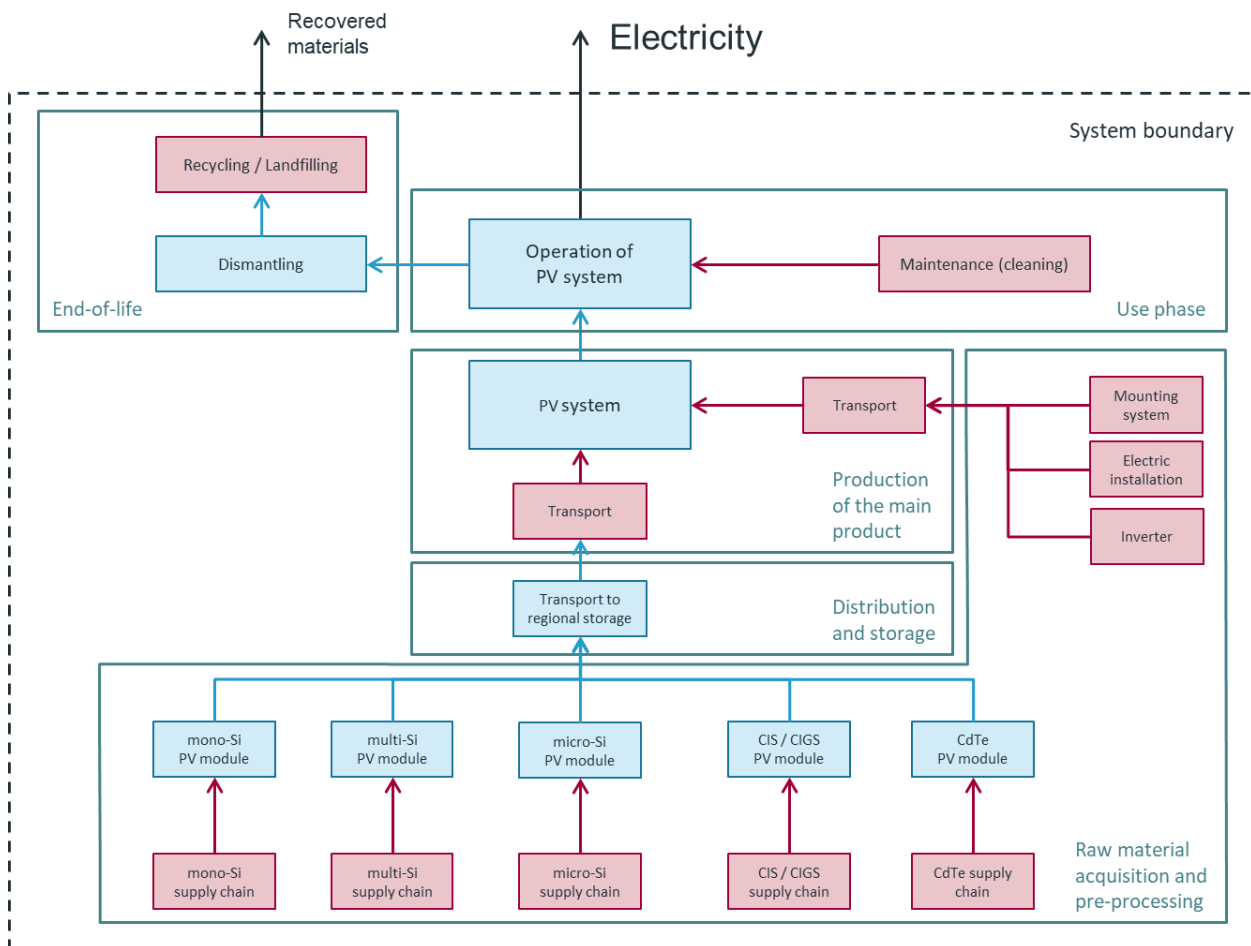 Recovered
materials
Electricity
System boundary
Recycling / Landfilling
Dismantling
End-of-life
Operation of
PV system
Maintenance (cleaning)
Use phase
PV system
Transport
Mounting
system
Electric
installation
Inverter
Transport
Production
of the main
product
Transport to
regional storage
Distribution
and storage
mono-Si
PV module
multi-Si
PV module
micro-Si
PV module
CIS / CIGS
PV module
CdTe
PV module
mono-Si
supply chain
multi-Si
supply chain
micro-Si
supply chain
CIS / CIGS
supply chain
CdTe supply
chain
Raw material
acquisition and
pre-processing